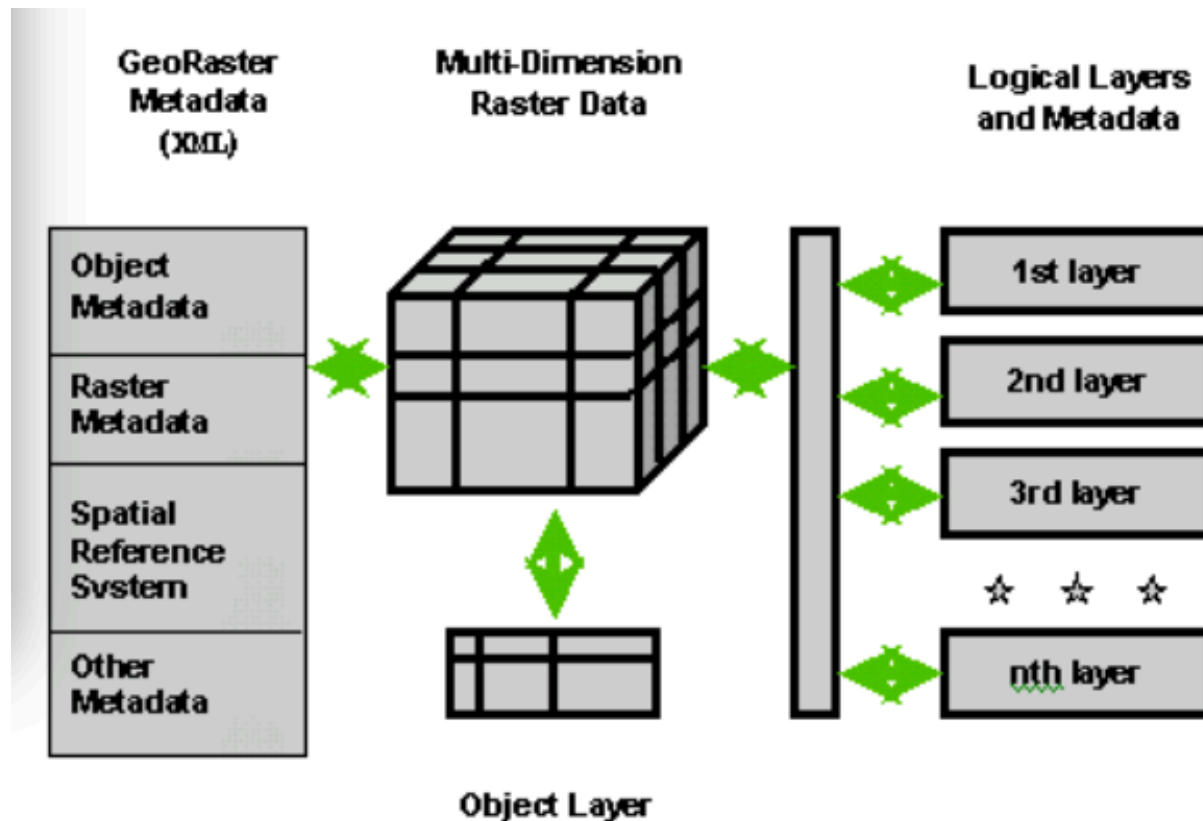 GeoRaster
Metadata
(XML)
Multi-Dimension
Raster Data
Logical Layers
and Metadata
Object
Metadata
Raster
Metadata
Spatial
Reference
System
Other
Metadata
1st layer
2nd layer
3rd layer
nth layer
Object Layer